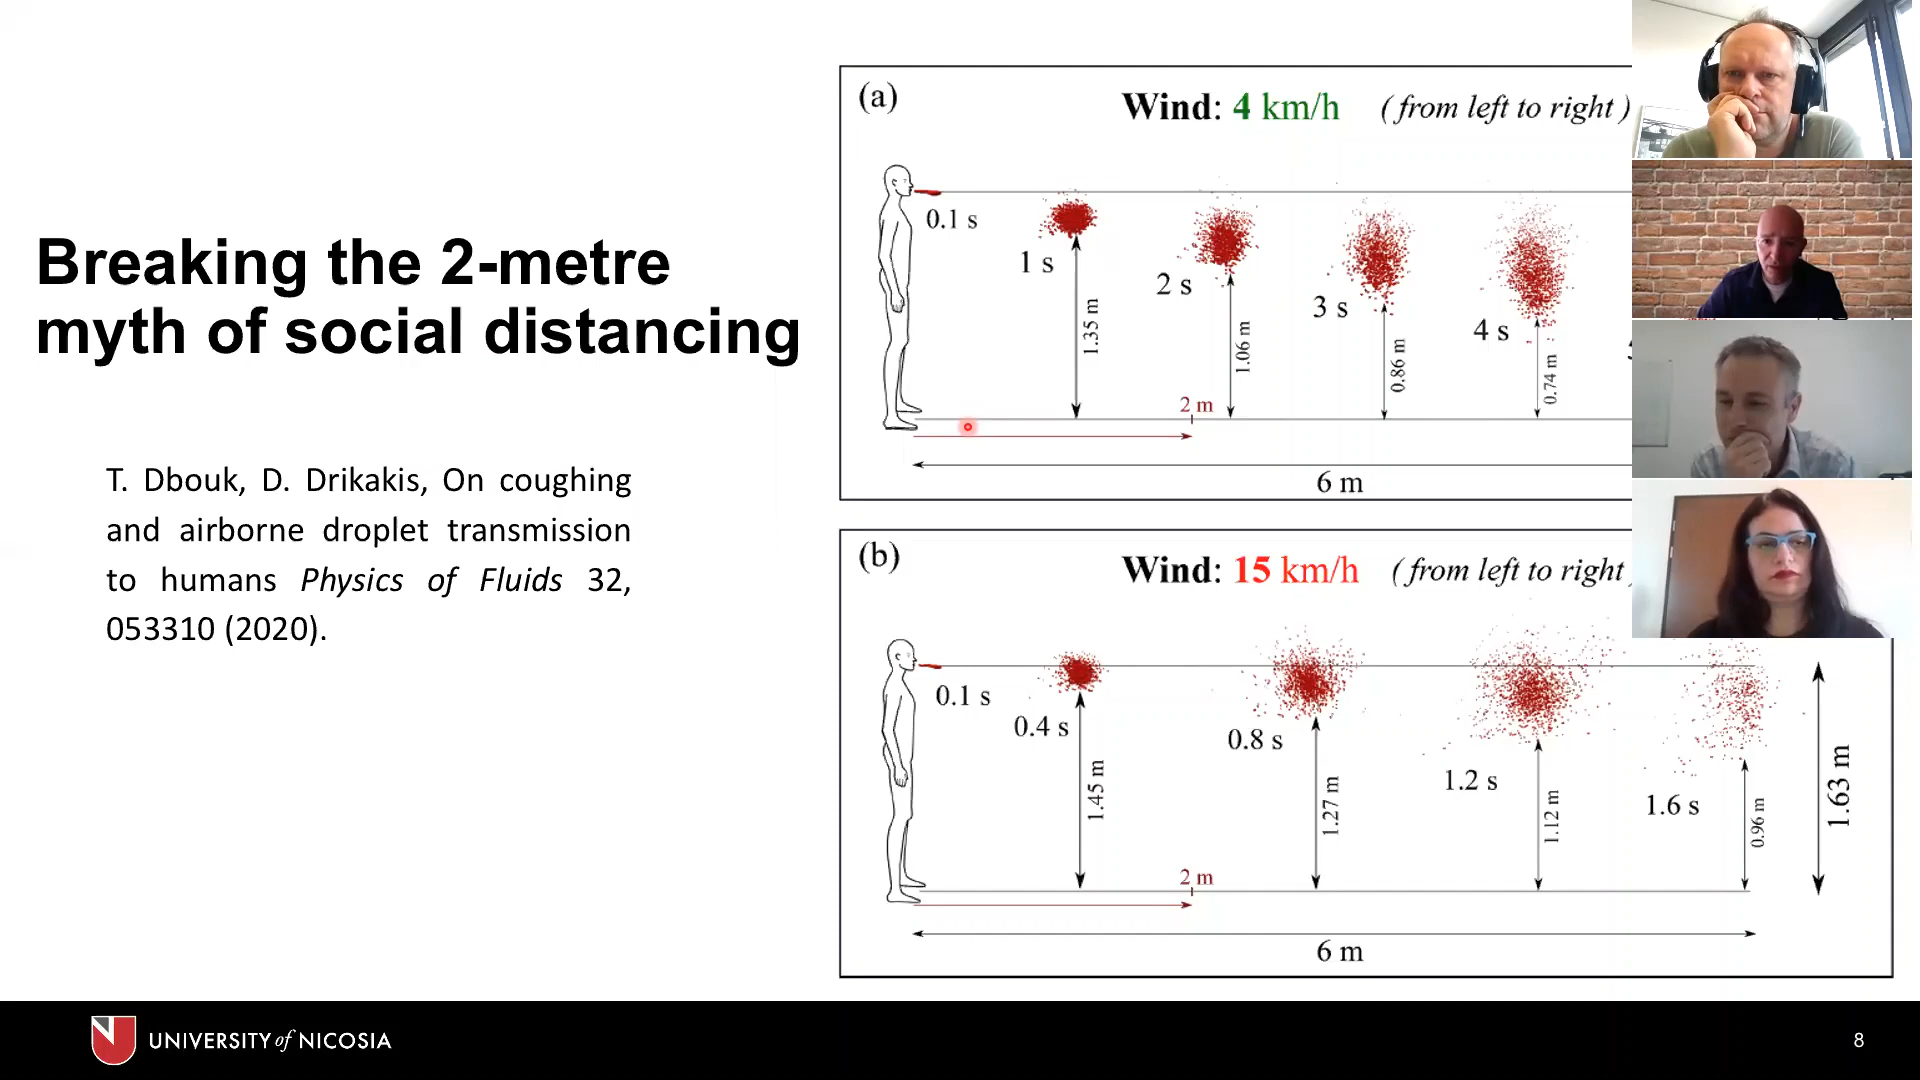 Breaking the 2-metre
myth of social distancing
T. Dbouk, D. Drikakis, On coughing
and airborne droplet transmission
to humans Physics of Fluids 32,
053310 (2020).
(a)
Wind: 4 km/h (from left to right)
0.1 s
1 s
2 s
3 s
4 s
1.35 m
1.06 m
0.86 m
0.74 m
2 m
6 m
(b)
Wind: 15 km/h (from left to right
0.1 s
0.4 s
0.8 s
1.2 s
1.6 s
1.45 m
1.27 m
1.12 m
0.96 m
1.63 m
2 m
6 m
UNIVERSITY of NICOSIA
8